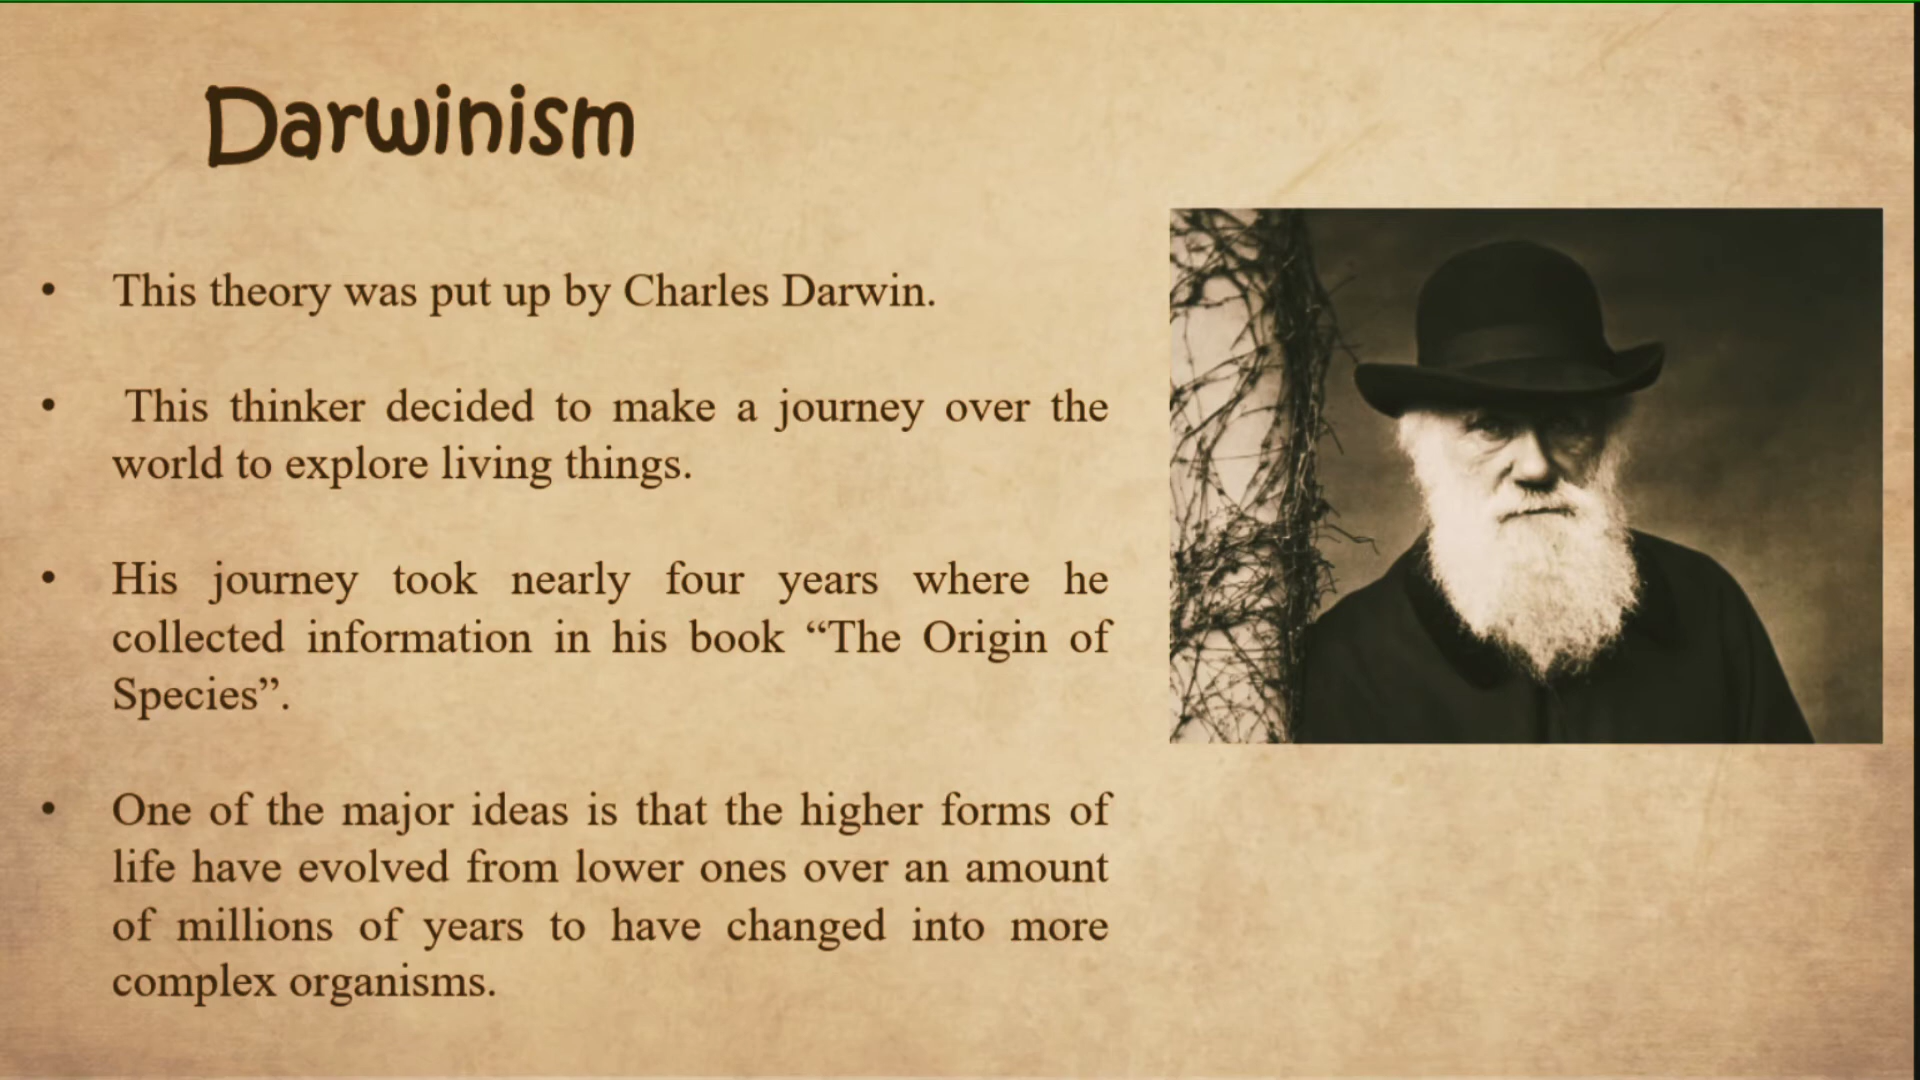 Darwinism
• This theory was put up by Charles Darwin.
• This thinker decided to make a journey over the
world to explore living things.
• His journey took nearly four years where he
collected information in his book “The Origin of
Species”.
• One of the major ideas is that the higher forms of
life have evolved from lower ones over an amount
of millions of years to have changed into more
complex organisms.